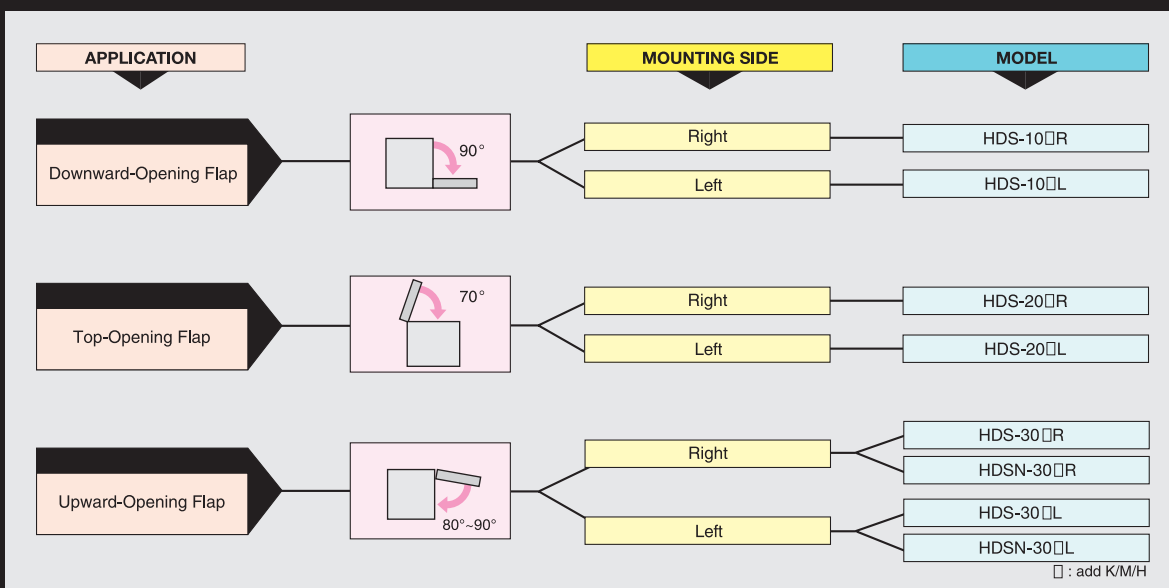 APPLICATION
MOUNTING SIDE
MODEL
Downward-Opening Flap
90°
Right
HDS-10□R
Left
HDS-10□L
Top-Opening Flap
70°
Right
HDS-20□R
Left
HDS-20□L
Upward-Opening Flap
80°~90°
Right
HDS-30□R
HDSN-30□R
Left
HDS-30□L
HDSN-30□L
□ : add K/M/H